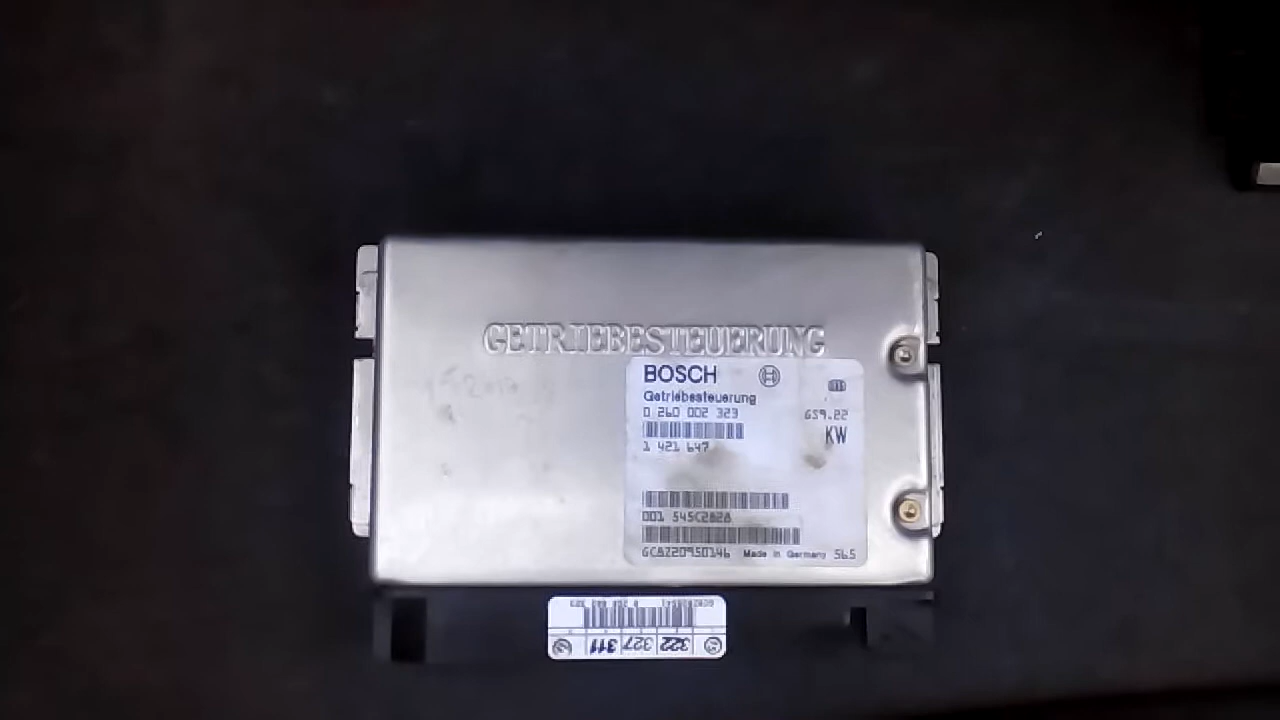 GETRIEBESTEUERUNG
BOSCH
Getriebesteuerung
0 260 002 323
GS9.22
KW
1 421 647
001 545C2828
GC8Z20950146 Made in Germany 565
322 327 311